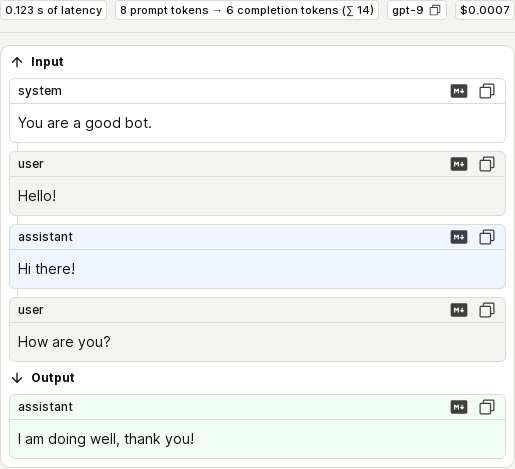 0.123 s of latency
8 prompt tokens → 6 completion tokens (∑ 14)
gpt-9
$0.0007
Input
system
You are a good bot.
user
Hello!
assistant
Hi there!
user
How are you?
Output
assistant
I am doing well, thank you!